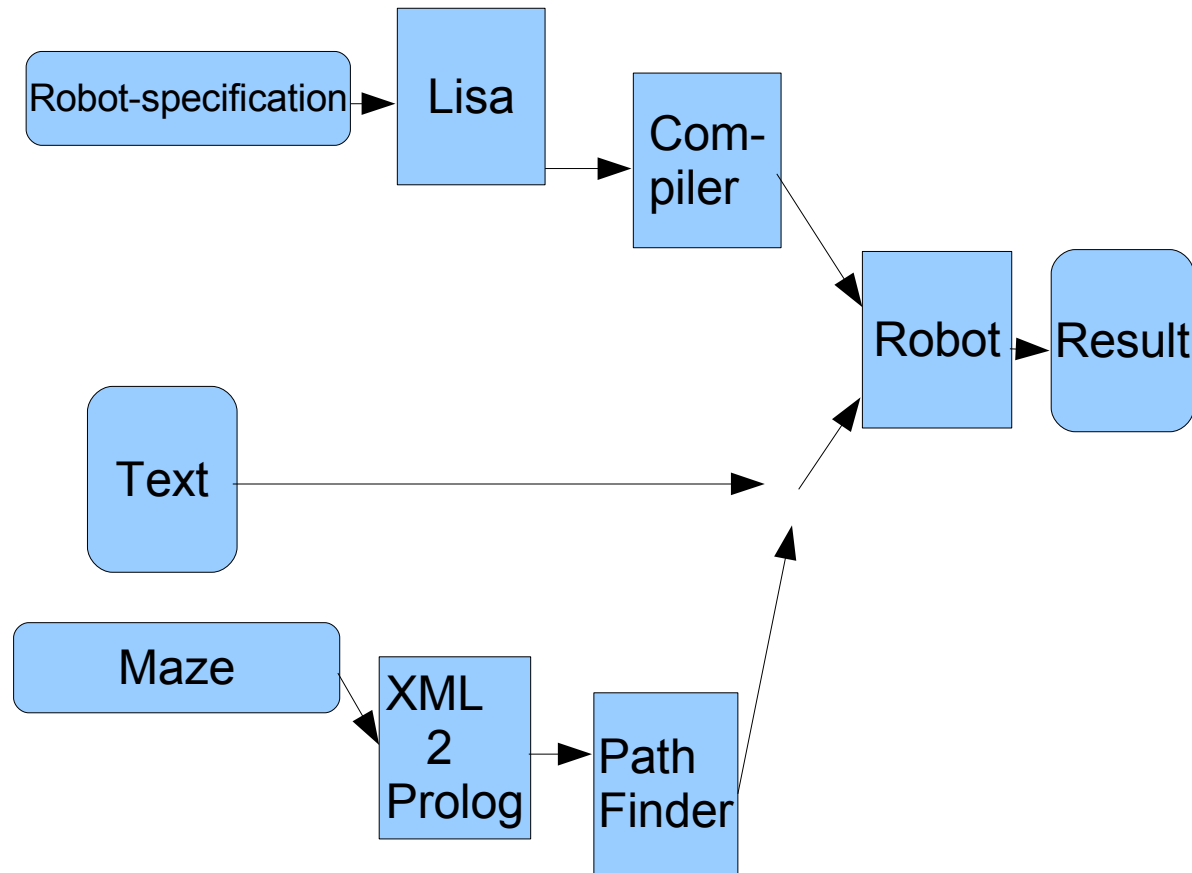 Robot-specification
Lisa
Com-
piler
Robot
Result
Text
Maze
XML
2
Prolog
Path
Finder